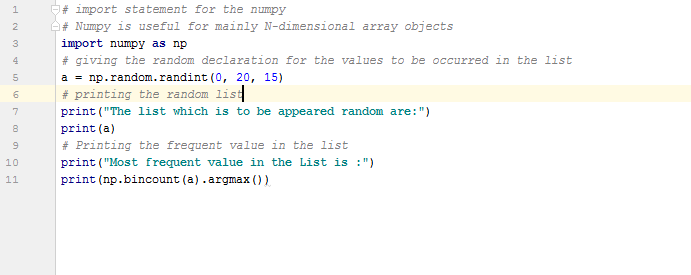 1 # import statement for the numpy
2 # Numpy is useful for mainly N-dimensional array objects
3 import numpy as np
4 # giving the random declaration for the values to be occurred in the list
5 a = np.random.randint(0, 20, 15)
6 # printing the random list
7 print("The list which is to be appeared random are:")
8 print(a)
9 # Printing the frequent value in the list
10 print("Most frequent value in the List is :")
11 print(np.bincount(a).argmax())